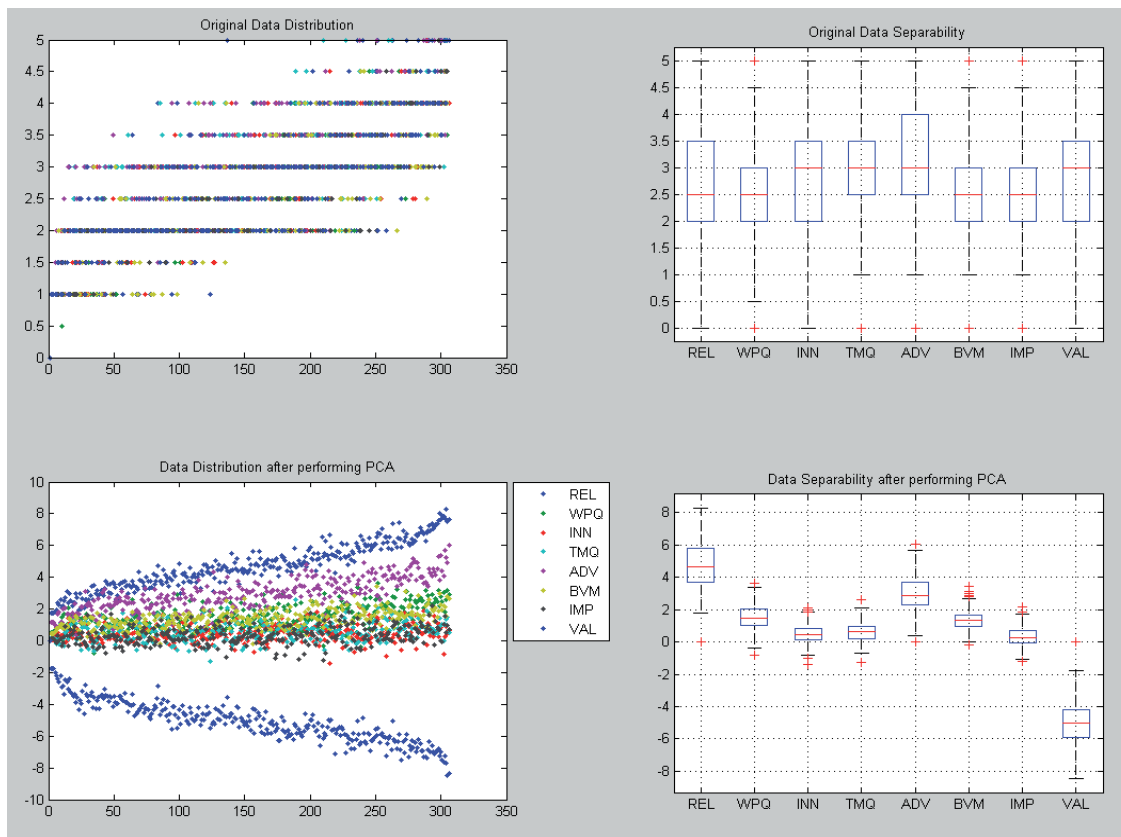 Original Data Distribution
5
4.5
4
3.5
3
2.5
2
1.5
1
0.5
0
0 50 100 150 200 250 300 350
Original Data Separability
5
4.5
4
3.5
3
2.5
2
1.5
1
0.5
0
REL WPQ INN TMQ ADV BVM IMP VAL
Data Distribution after performing PCA
10
8
6
4
2
0
-2
-4
-6
-8
-10
0 50 100 150 200 250 300 350
REL
WPQ
INN
TMQ
ADV
BVM
IMP
VAL
Data Separability after performing PCA
8
6
4
2
0
-2
-4
-6
-8
REL WPQ INN TMQ ADV BVM IMP VAL